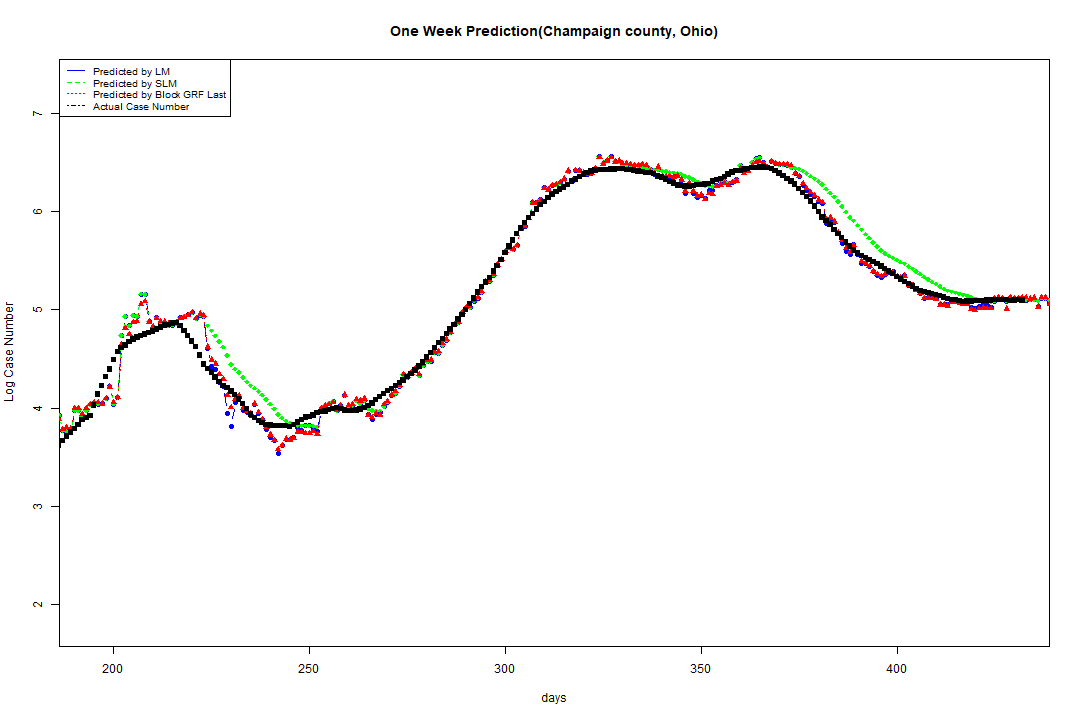 One Week Prediction(Champaign county, Ohio)
Predicted by LM
Predicted by SLM
Predicted by Block GRF Last
Actual Case Number
Log Case Number
7
6
5
4
3
2
200 250 300 350 400
days